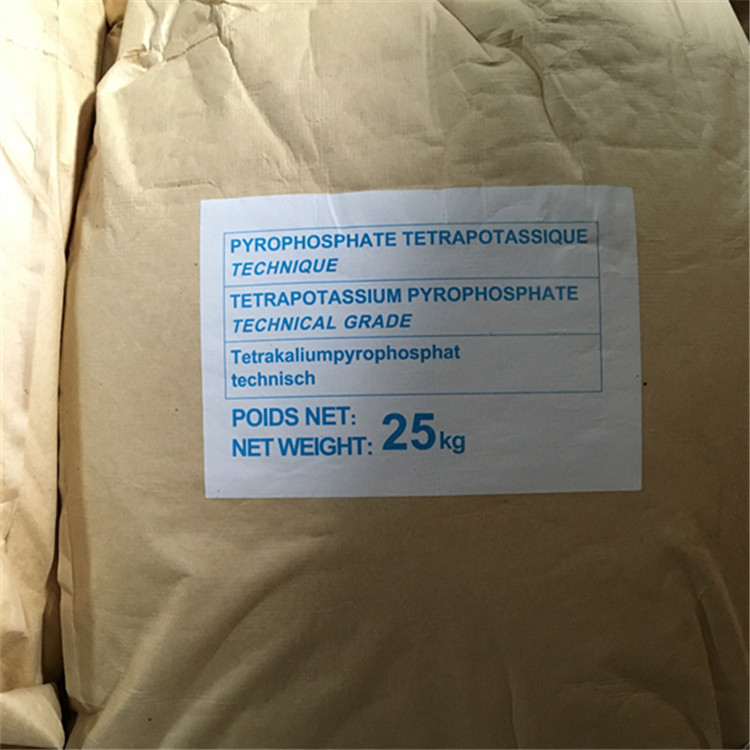 PYROPHOSPHATE TETRAPOTASSIQUE
TECHNIQUE
TETRAPOTASSIUM PYROPHOSPHATE
TECHNICAL GRADE
Tetrakaliumpyrophosphat
technisch
POIDS NET:
NET WEIGHT: 25kg